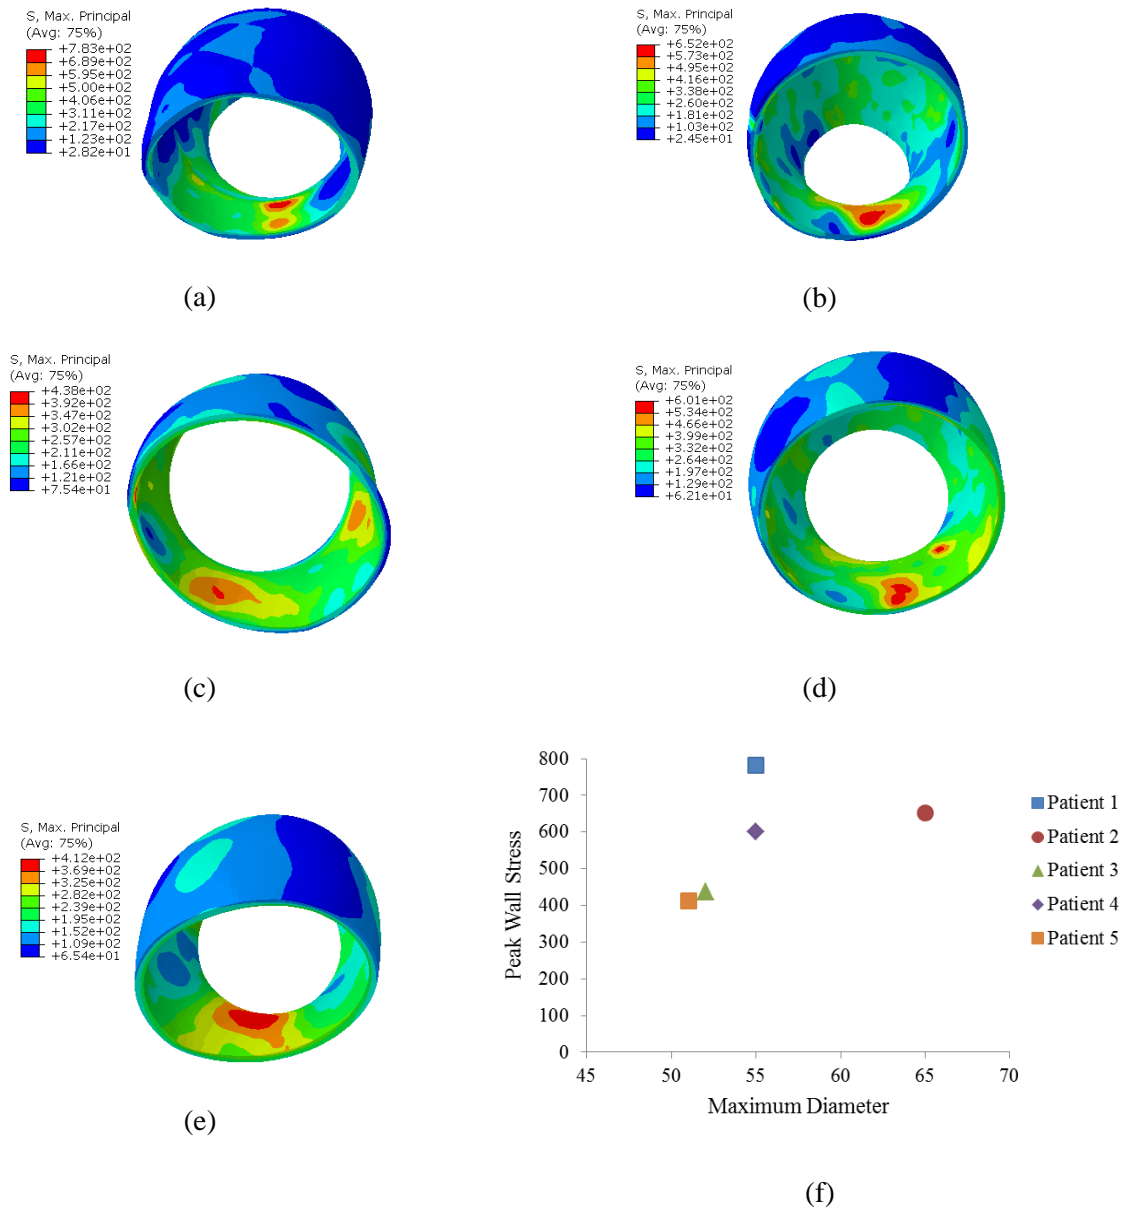 S, Max. Principal
(Avg: 75%)
+7.83e+02
+6.89e+02
+5.95e+02
+5.00e+02
+4.06e+02
+3.11e+02
+2.17e+02
+1.23e+02
+2.82e+01
(a)
S, Max. Principal
(Avg: 75%)
+6.52e+02
+5.73e+02
+4.95e+02
+4.16e+02
+3.38e+02
+2.60e+02
+1.81e+02
+1.03e+02
+2.45e+01
(b)
S, Max. Principal
(Avg: 75%)
+4.38e+02
+3.92e+02
+3.47e+02
+3.02e+02
+2.57e+02
+2.11e+02
+1.66e+02
+1.21e+02
+7.54e+01
(c)
S, Max. Principal
(Avg: 75%)
+6.01e+02
+5.34e+02
+4.66e+02
+3.99e+02
+3.32e+02
+2.64e+02
+1.97e+02
+1.29e+02
+6.21e+01
(d)
S, Max. Principal
(Avg: 75%)
+4.12e+02
+3.69e+02
+3.25e+02
+2.82e+02
+2.39e+02
+1.95e+02
+1.52e+02
+1.09e+02
+6.54e+01
(e)
Peak Wall Stress
800
700
600
500
400
300
200
100
0
45 50 55 60 65 70
Maximum Diameter
Patient 1
Patient 2
Patient 3
Patient 4
Patient 5
(f)